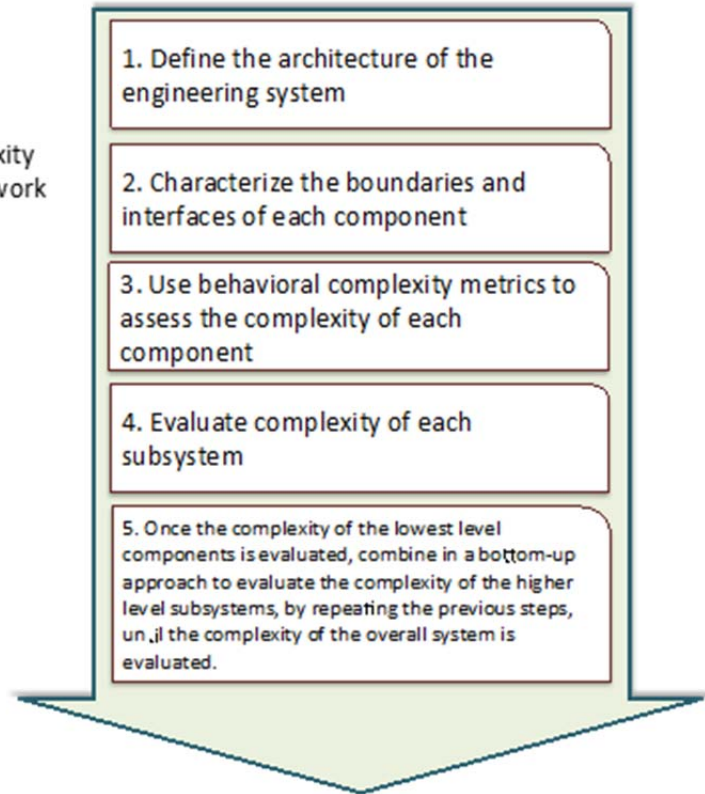 1. Define the architecture of the
engineering system
xity
work
2. Characterize the boundaries and
interfaces of each component
3. Use behavioral complexity metrics to
assess the complexity of each
component
4. Evaluate complexity of each
subsystem
5. Once the complexity of the lowest level
components is evaluated, combine in a bottom-up
approach to evaluate the complexity of the higher
level subsystems, by repeating the previous steps,
un.il the complexity of the overall system is
evaluated.